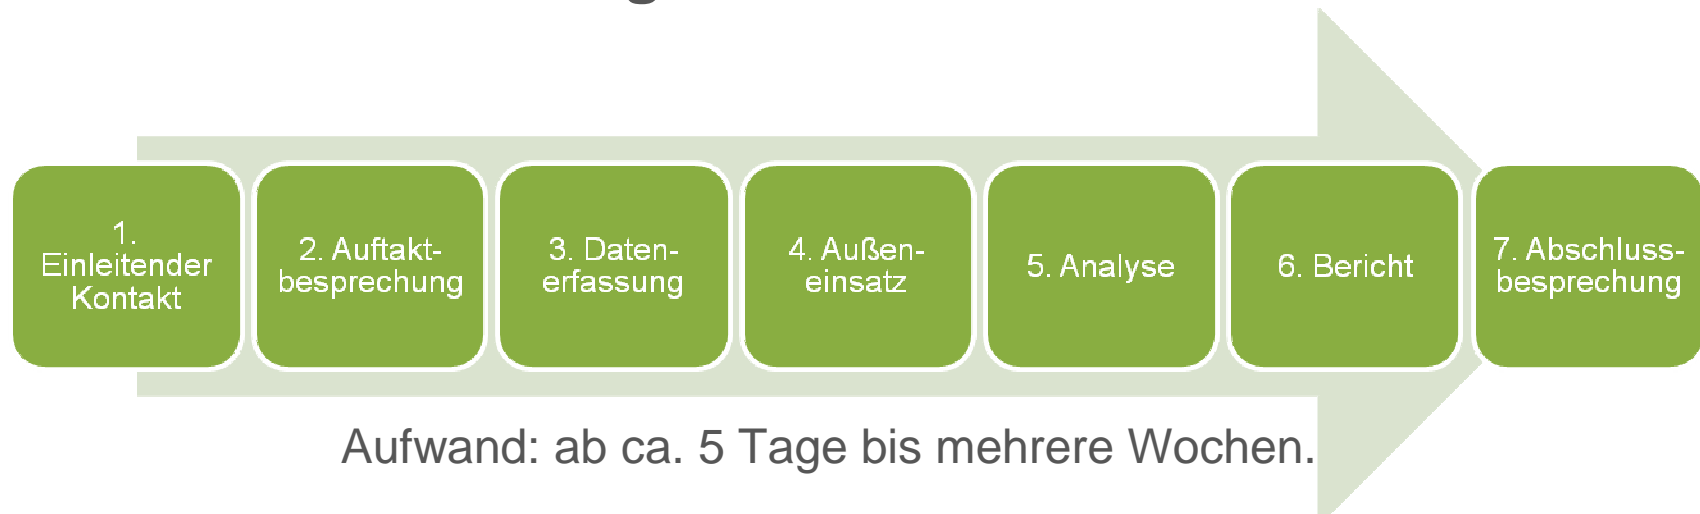 1.
Einleitender
Kontakt
2. Auftakt-
besprechung
3. Daten-
erfassung
4. Außen-
einsatz
5. Analyse
6. Bericht
7. Abschluss-
besprechung
Aufwand: ab ca. 5 Tage bis mehrere Wochen.